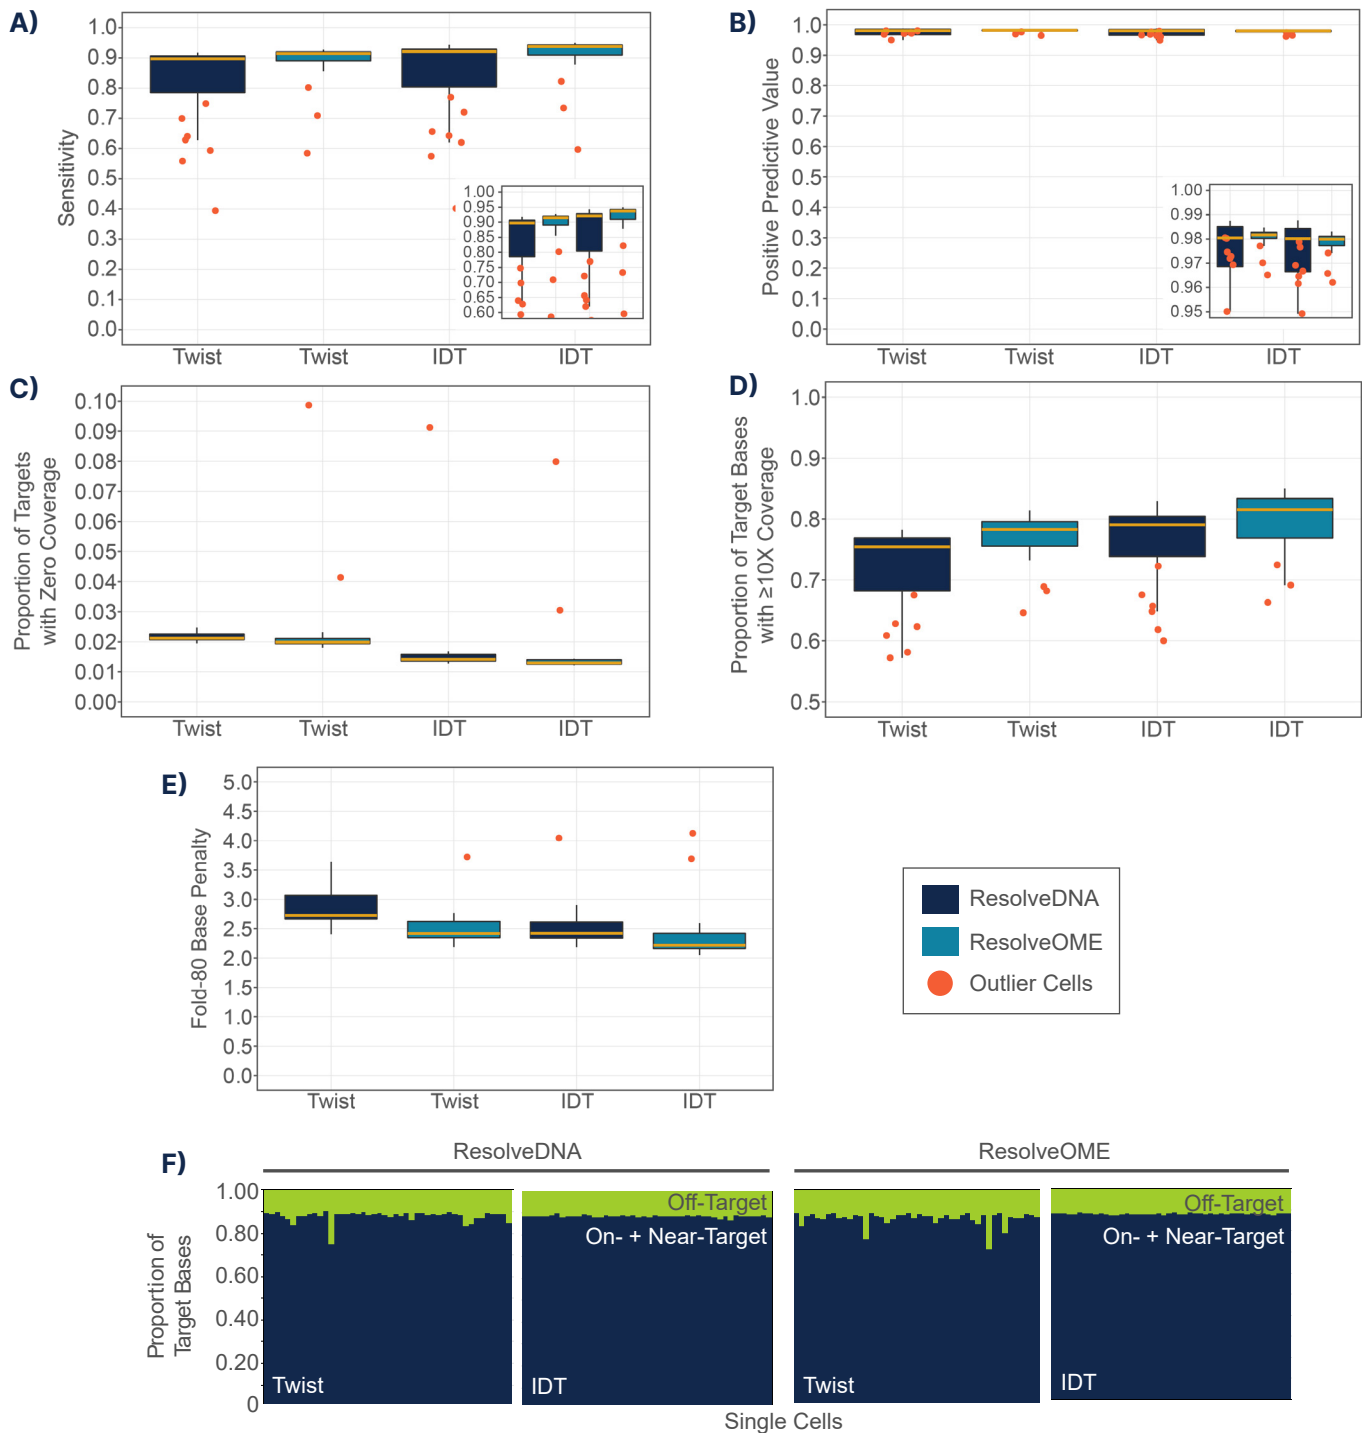 A)
Sensitivity
1.0
0.9
0.8
0.7
0.6
0.5
0.4
0.3
0.2
0.1
0.0
1.00
0.95
0.90
0.85
0.80
0.75
0.70
0.65
0.60
Twist Twist IDT IDT
B)
Positive Predictive Value
1.0
0.9
0.8
0.7
0.6
0.5
0.4
0.3
0.2
0.1
0.0
1.00
0.99
0.98
0.97
0.96
0.95
Twist Twist IDT IDT
C)
Proportion of Targets
with Zero Coverage
0.10
0.09
0.08
0.07
0.06
0.05
0.04
0.03
0.02
0.01
0.00
Twist Twist IDT IDT
D)
Proportion of Target Bases
with ≥10X Coverage
1.0
0.9
0.8
0.7
0.6
0.5
Twist Twist IDT IDT
E)
Fold-80 Base Penalty
5.0
4.5
4.0
3.5
3.0
2.5
2.0
1.5
1.0
0.5
0.0
Twist Twist IDT IDT
ResolveDNA
ResolveOME
Outlier Cells
F)
ResolveDNA ResolveOME
Proportion of
Target Bases
1.00
0.80
0.60
0.40
0.20
0
Off-Target
On- + Near-Target
Twist
IDT
Off-Target
On- + Near-Target
Twist
IDT
Single Cells